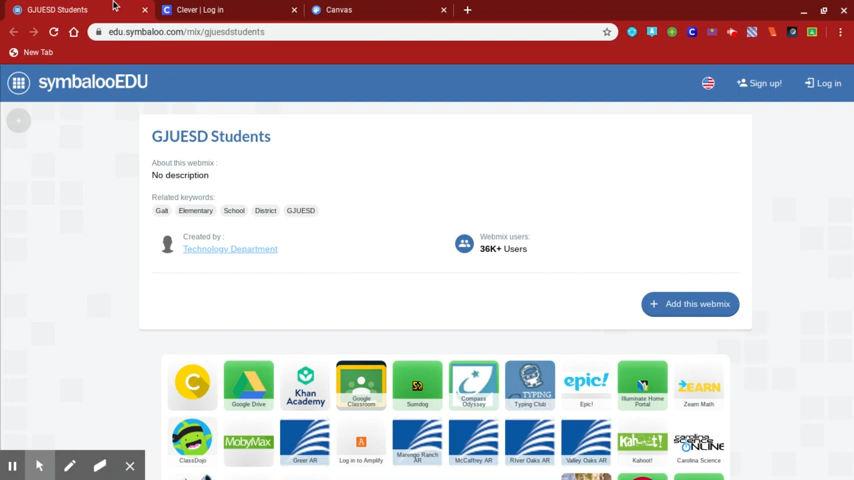 GJUESD Students
Clever | Log in
Canvas
edu.symbaloo.com/mix/gjuesdstudents
New Tab
symbalooEDU
Sign up!
Log in
GJUESD Students
About this webmix :
No description
Related keywords:
Galt Elementary School District GJUESD
Created by :
Technology Department
Webmix users:
36K+ Users
+ Add this webmix
Google Drive
Khan Academy
Google Classroom
Sumdog
Compass Odyssey
TYPING CLUB
Typing Club
epic!
Epic!
Illuminate Home Portal
ZEARN
Zearn Math
ClassDojo
MobyMax
Greer AR
Log in to Amplify
Marengo Ranch AR
McCaffrey AR
River Oaks AR
Valley Oaks AR
Kahoot!
Kahoot!
carolina SCIENCE ONLINE
Carolina Science